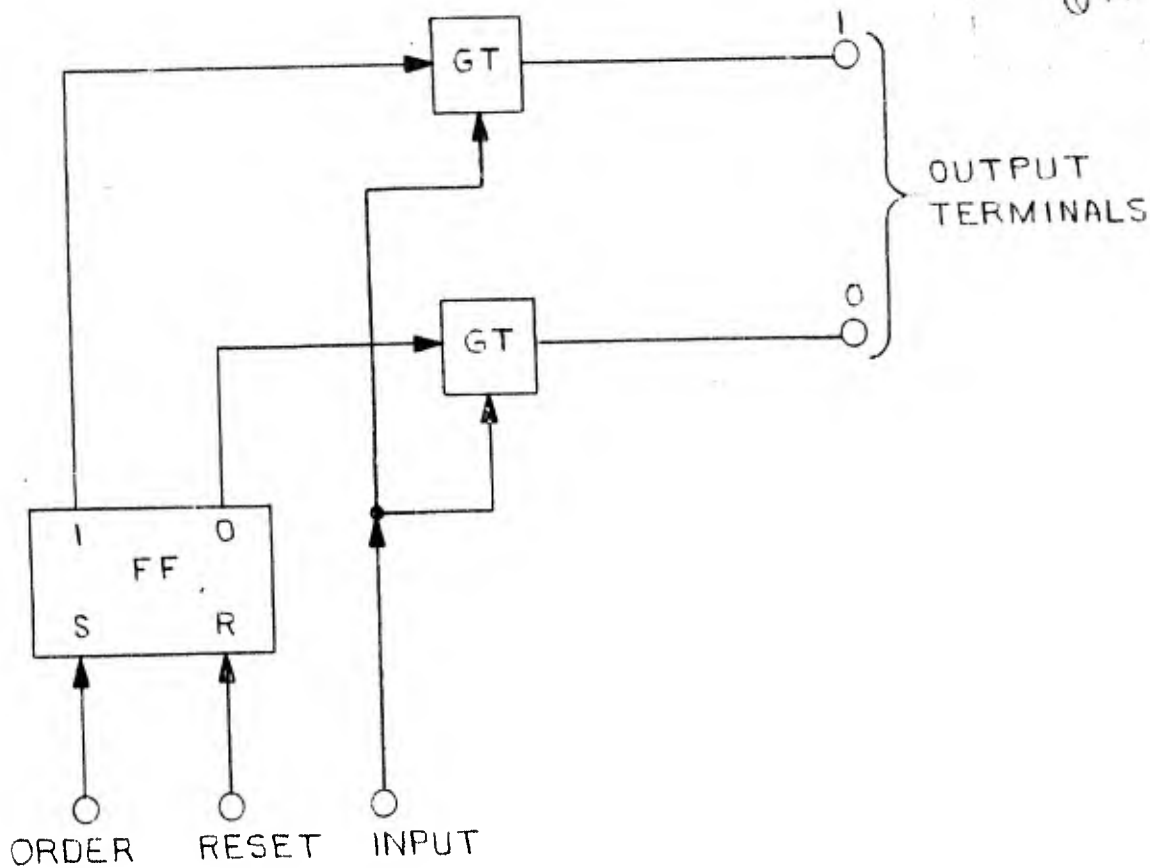 1
GT
OUTPUT
TERMINALS
0
GT
1 0
FF
S R
ORDER RESET INPUT